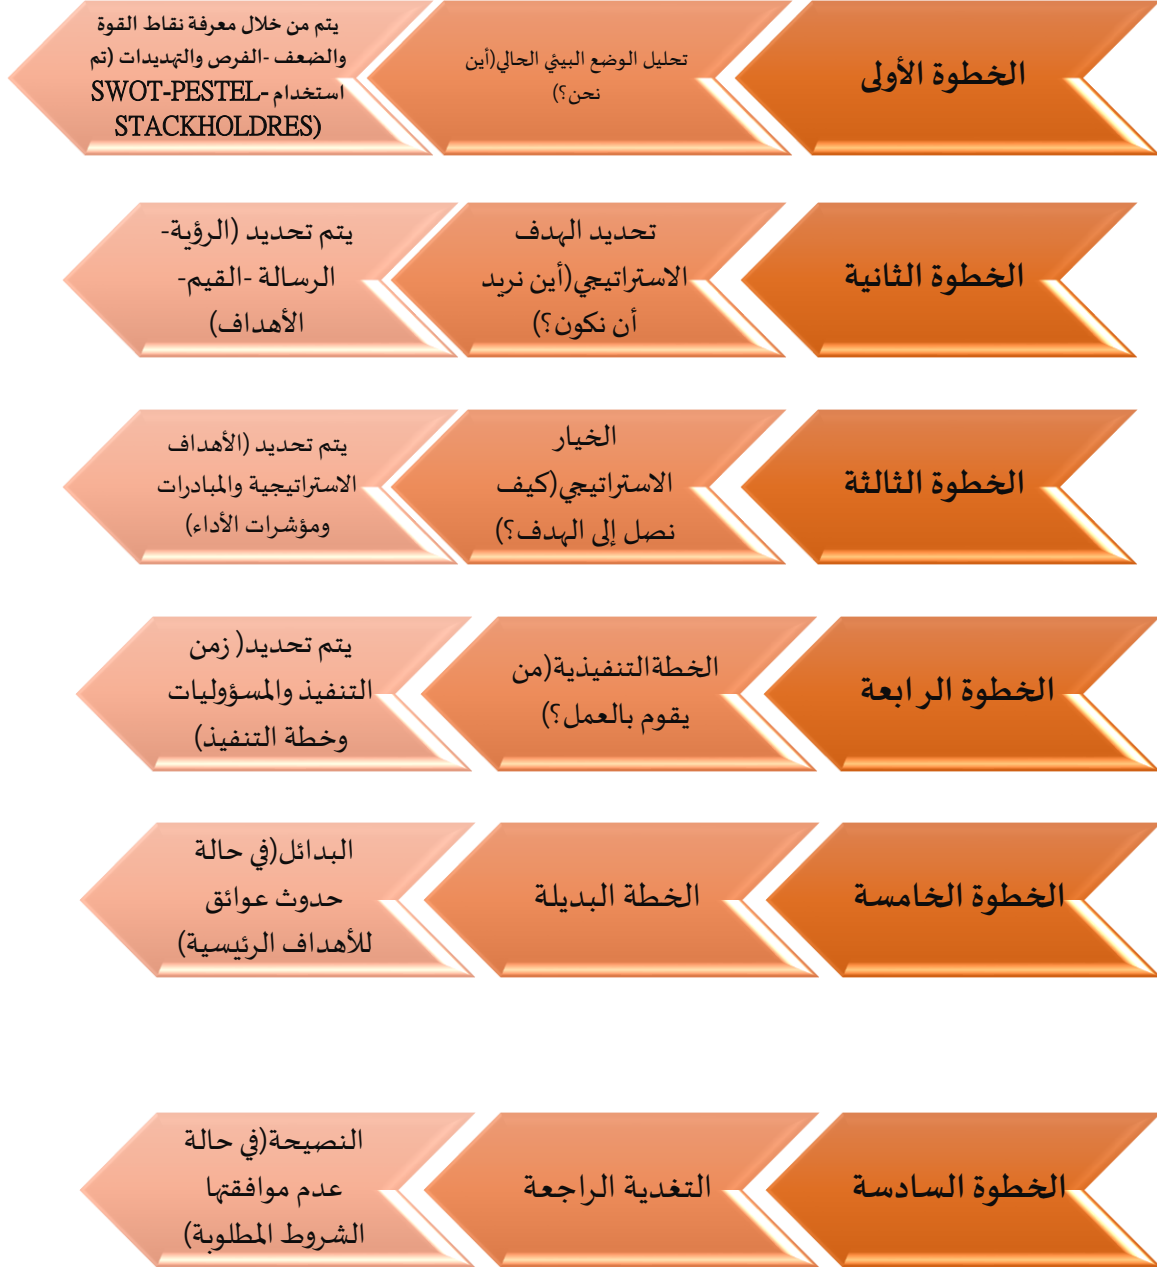 الخطوة الأولى
تحليل الوضع البيئي الحالي(أين
نحن؟)
يتم من خلال معرفة نقاط القوة
والضعف -الفرص والتهديدات (تم
استخدام SWOT-PESTEL-
STACKHOLDRES)
الخطوة الثانية
تحديد الهدف
الاستراتيجي(أين نريد
أن نكون؟)
يتم تحديد (الرؤية-
الرسالة -القيم-
الأهداف)
الخطوة الثالثة
الخيار
الاستراتيجي(كيف
نصل إلى الهدف؟)
يتم تحديد (الأهداف
الاستراتيجية والمبادرات
ومؤشرات الأداء)
الخطوة الرابعة
الخطة التنفيذية(من
يقوم بالعمل؟)
يتم تحديد( زمن
التنفيذ والمسؤوليات
وخطة التنفيذ)
الخطوة الخامسة
الخطة البديلة
البدائل(في حالة
حدوث عوائق
للأهداف الرئيسية)
الخطوة السادسة
التغدية الراجعة
النصيحة(في حالة
عدم موافقتها
الشروط المطلوبة)